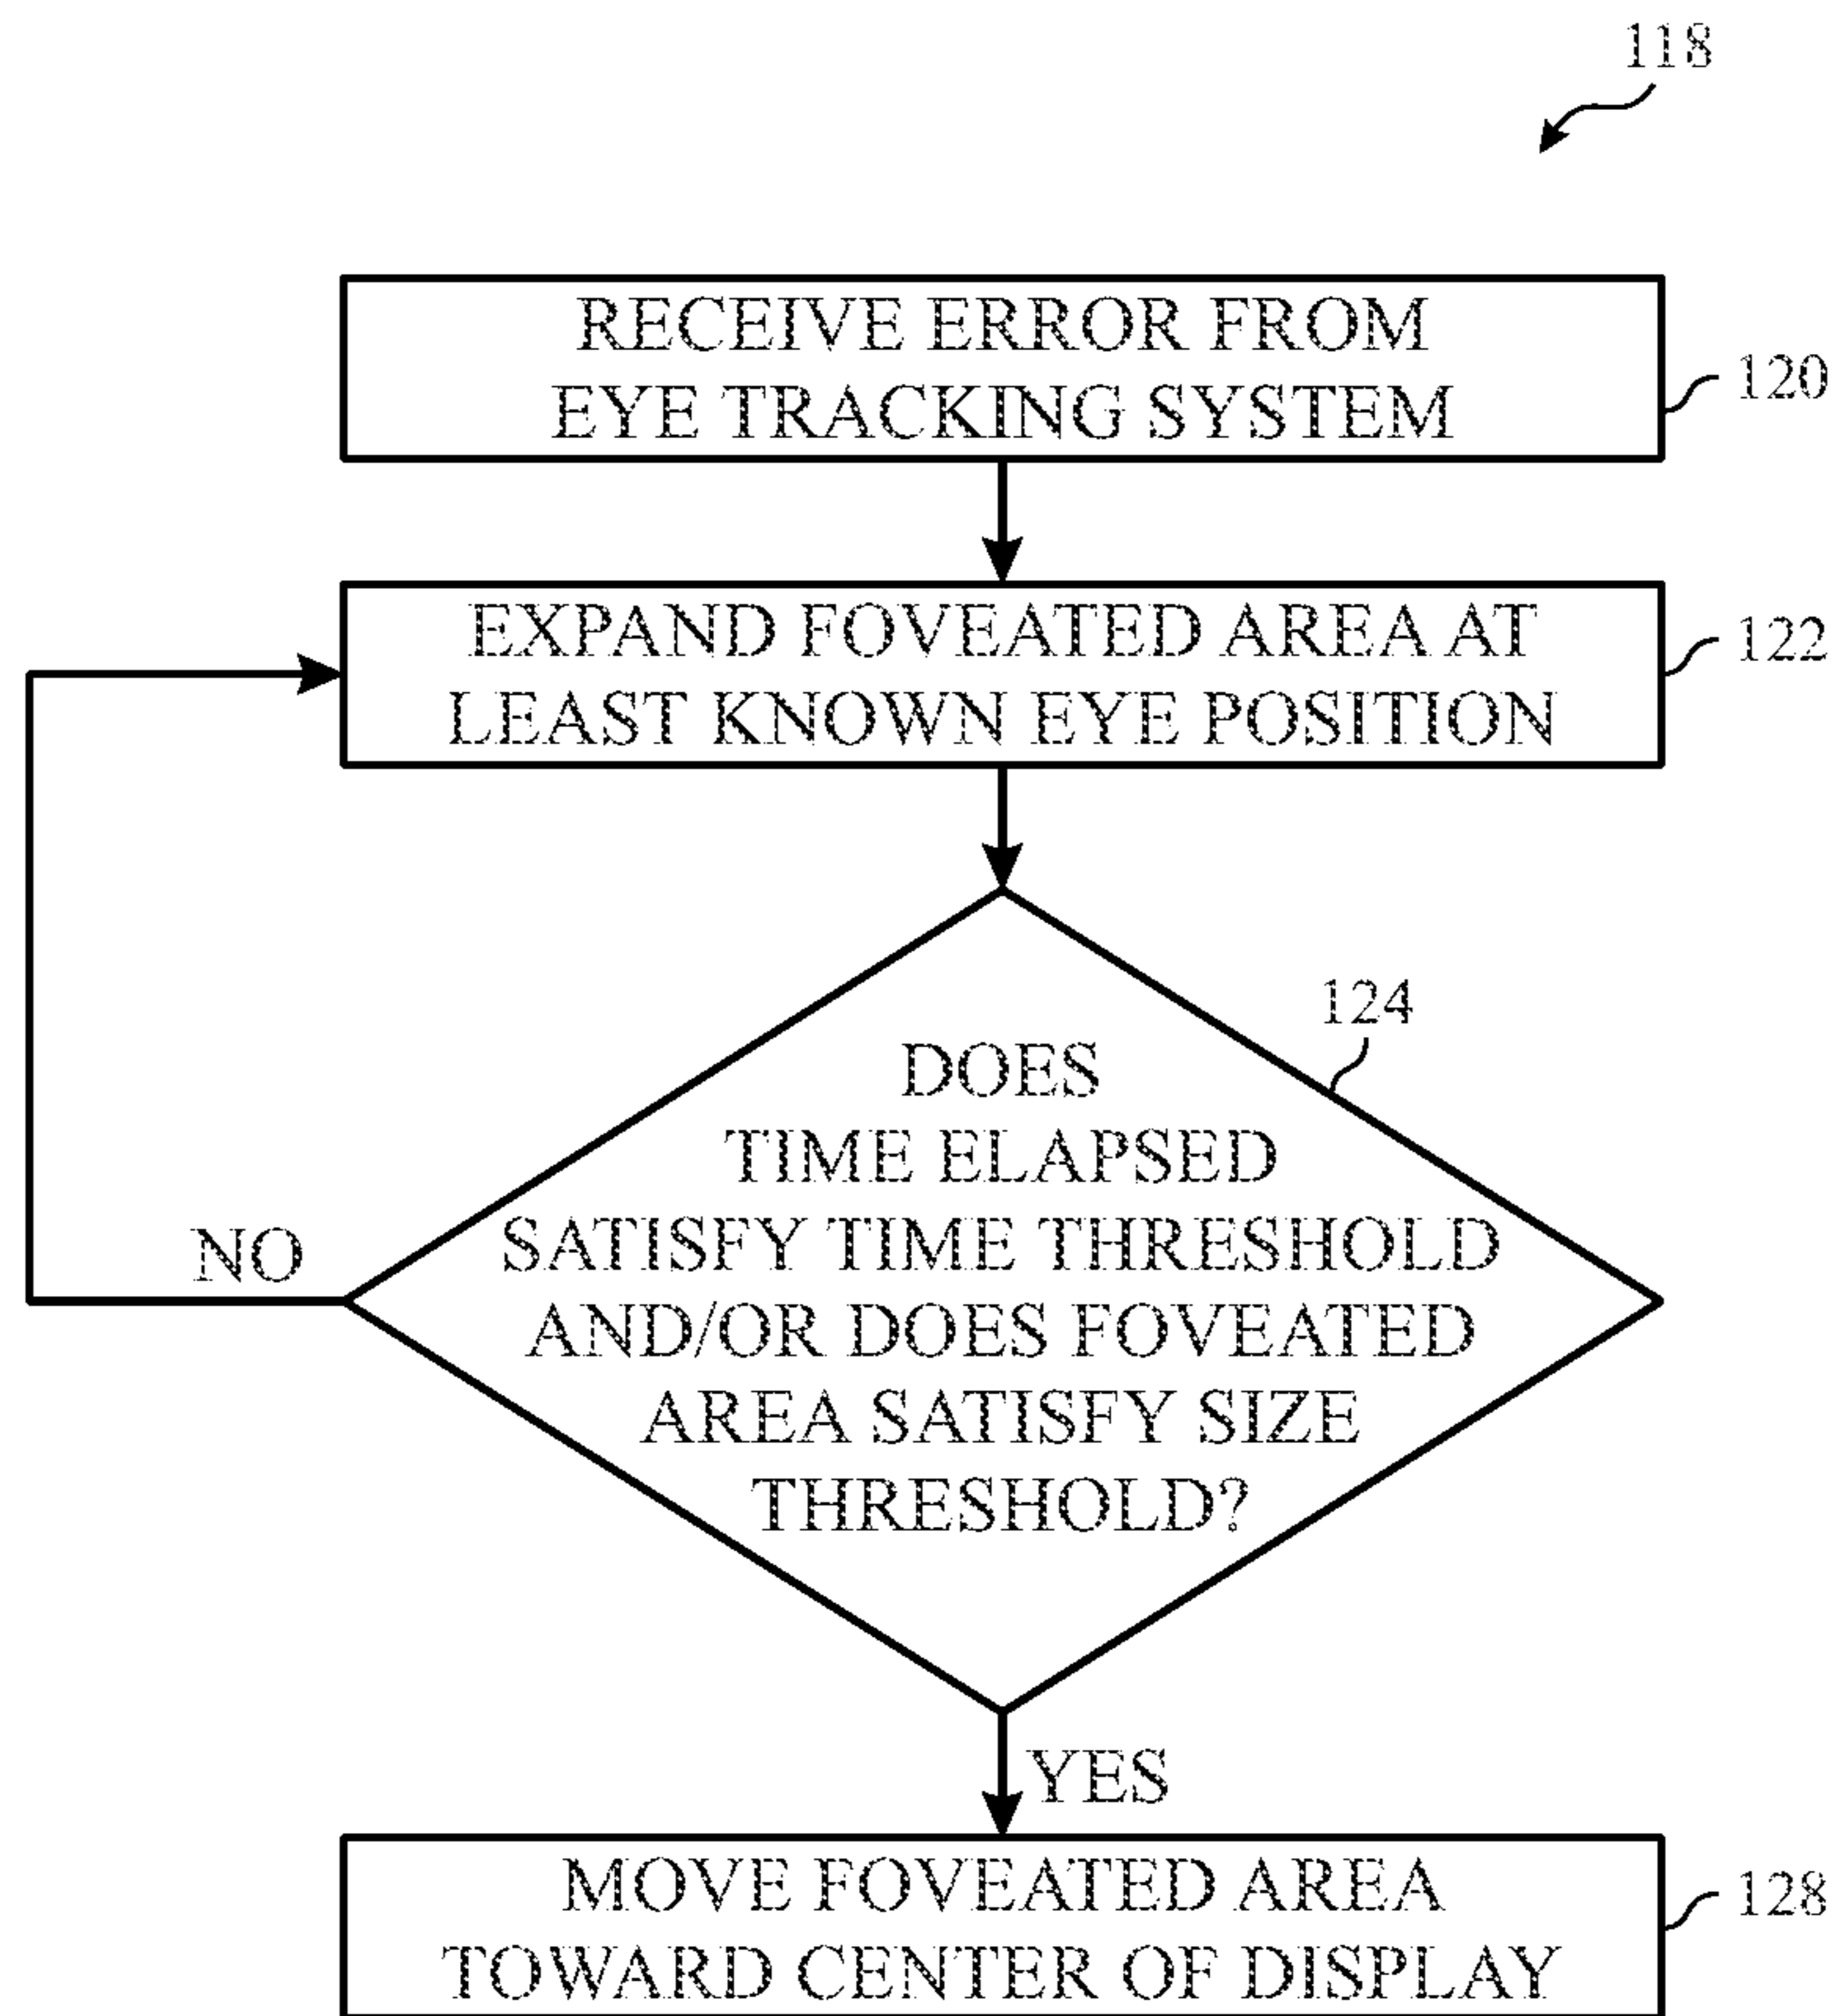 118
RECEIVE ERROR FROM
EYE TRACKING SYSTEM
120
EXPAND FOVEATED AREA AT
LEAST KNOWN EYE POSITION
122
124
DOES
TIME ELAPSED
SATISFY TIME THRESHOLD
AND/OR DOES FOVEATED
AREA SATISFY SIZE
THRESHOLD?
NO
YES
MOVE FOVEATED AREA
TOWARD CENTER OF DISPLAY
128